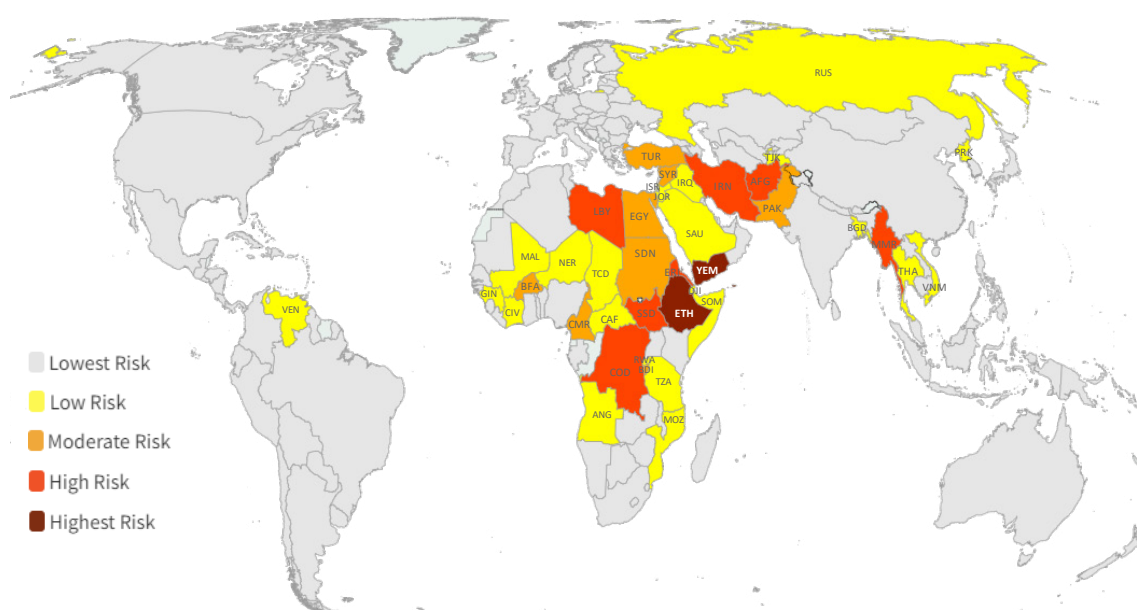 RUS
PRK
TJK
TUR
SYR
ISR
IRQ
JOR
IRN
AFG
PAK
LBY
EGY
SAU
BGD
MMR
THA
VNM
MAL
NER
TCD
SDN
ERI
YEM
DJI
BFA
GIN
CIV
CMR
CAF
SSD
ETH
SOM
VEN
RWA
BDI
COD
TZA
ANG
MOZ
Lowest Risk
Low Risk
Moderate Risk
High Risk
Highest Risk